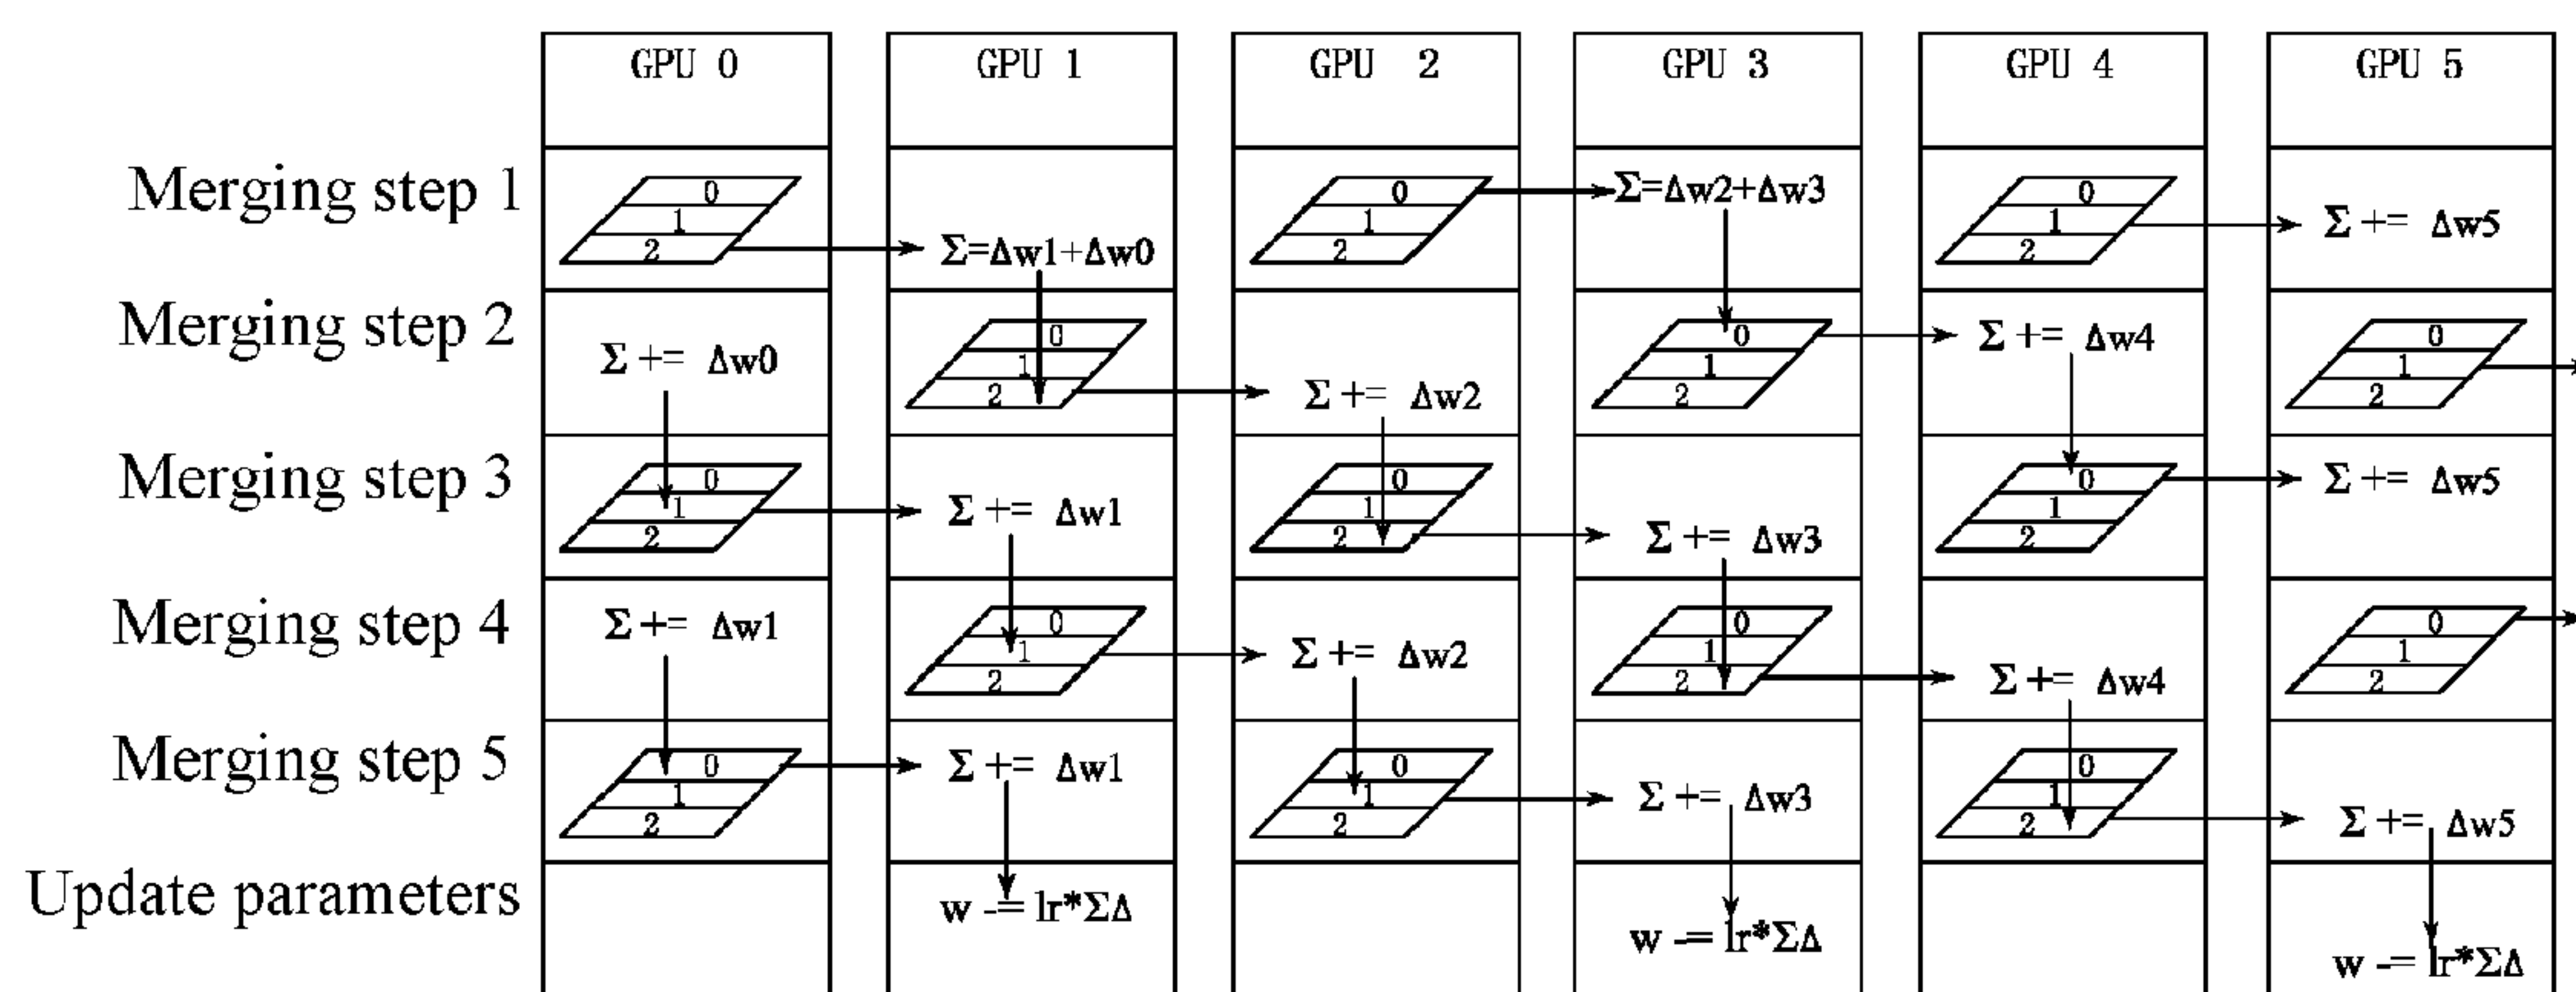 GPU 0 GPU 1 GPU 2 GPU 3 GPU 4 GPU 5
Merging step 1
0
1
2
Σ=Δw1+Δw0
0
1
2
Σ=Δw2+Δw3
0
1
2
Σ += Δw5
Merging step 2
Σ += Δw0
0
1
2
Σ += Δw2
0
1
2
Σ += Δw4
0
1
2
Merging step 3
0
1
2
Σ += Δw1
0
1
2
Σ += Δw3
0
1
2
Σ += Δw5
Merging step 4
Σ += Δw1
0
1
2
Σ += Δw2
0
1
2
Σ += Δw4
0
1
2
Merging step 5
0
1
2
Σ += Δw1
0
1
2
Σ += Δw3
0
1
2
Σ += Δw5
Update parameters
w -= lr*ΣΔ
w -= lr*ΣΔ
w -= lr*ΣΔ